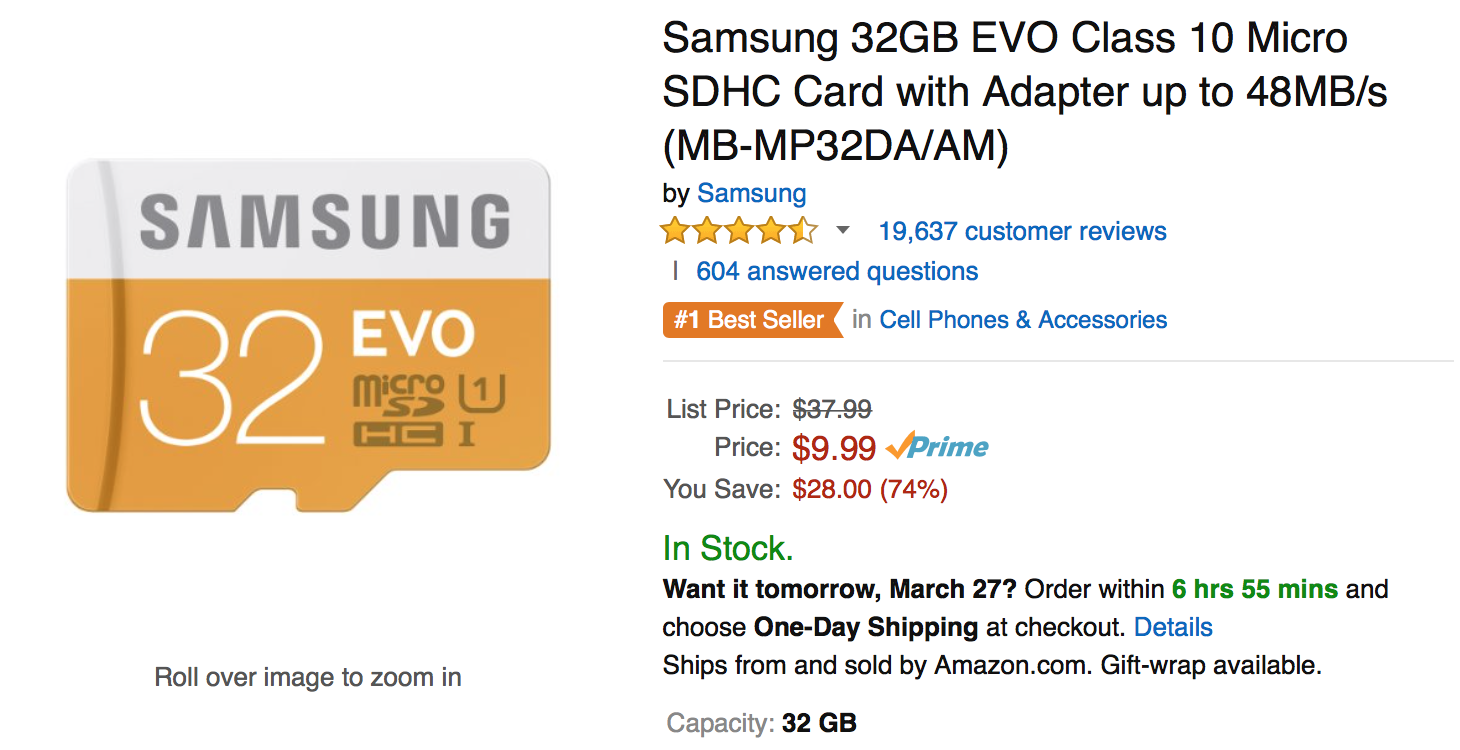 Samsung 32GB EVO Class 10 Micro
SDHC Card with Adapter up to 48MB/s
(MB-MP32DA/AM)
by Samsung
19,637 customer reviews
| 604 answered questions
#1 Best Seller in Cell Phones & Accessories
List Price: $37.99
Price: $9.99 Prime
You Save: $28.00 (74%)
In Stock.
Want it tomorrow, March 27? Order within 6 hrs 55 mins and
choose One-Day Shipping at checkout. Details
Ships from and sold by Amazon.com. Gift-wrap available.
Capacity: 32 GB
SAMSUNG
32 EVO
micro U1
SD
HC I
Roll over image to zoom in